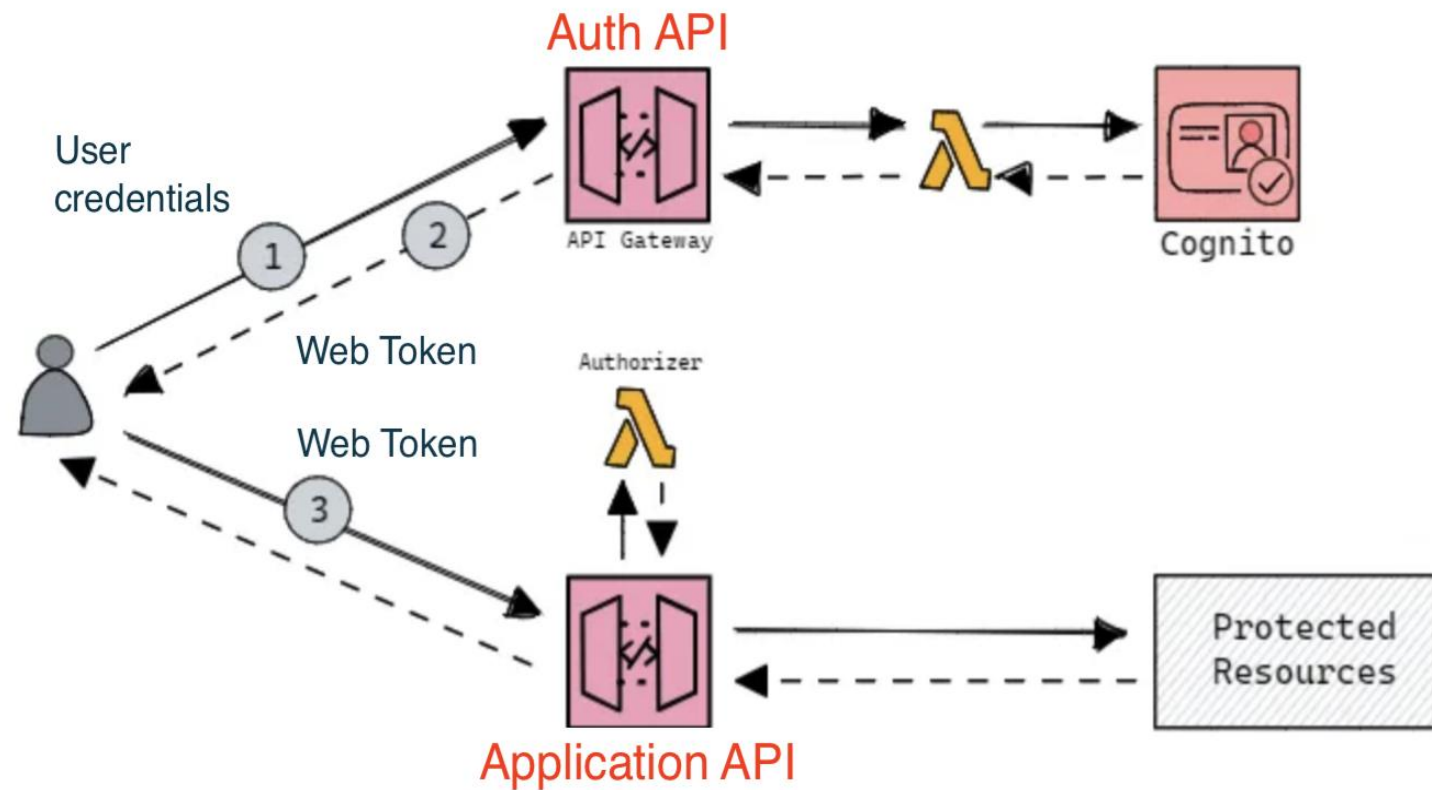 Auth API
User
credentials
1
2
API Gateway
Cognito
Web Token
Authorizer
Web Token
3
Protected
Resources
Application API